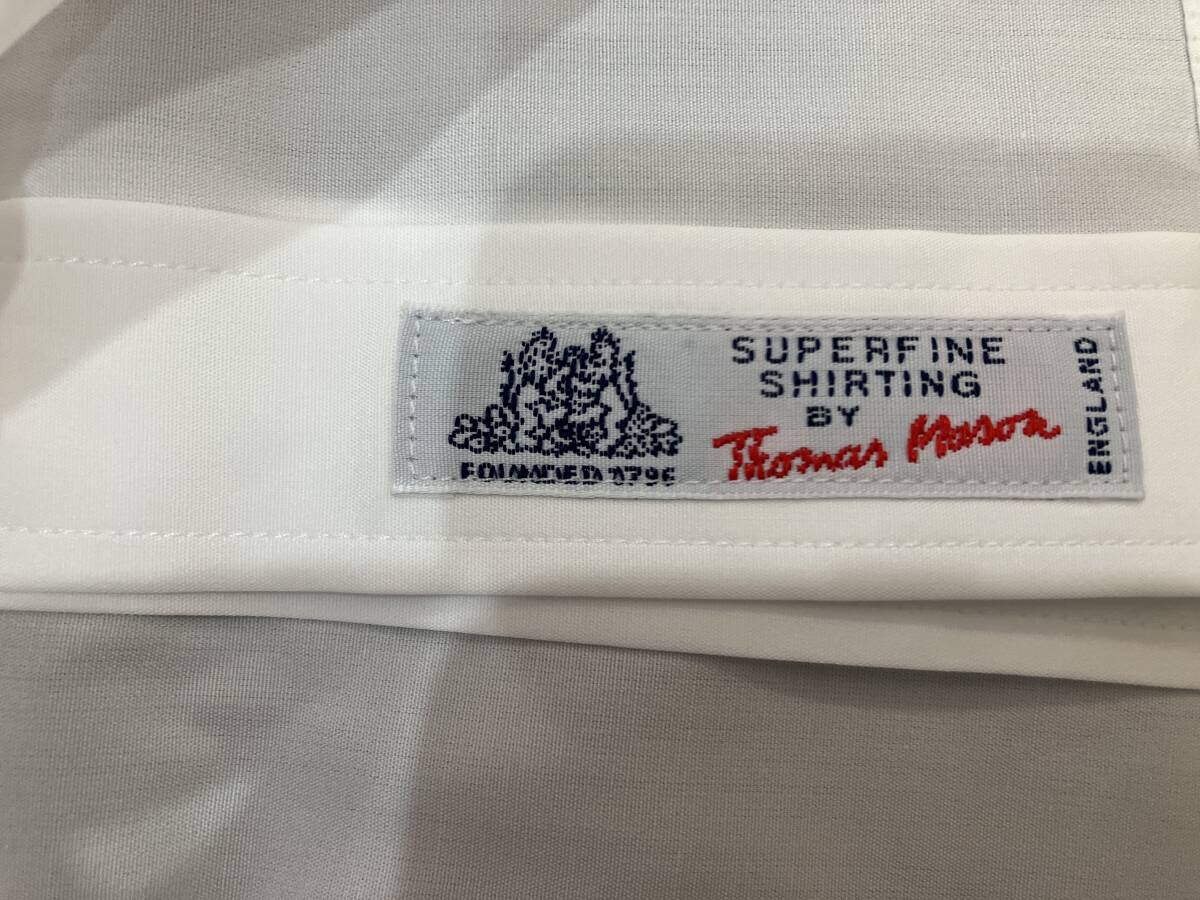 SUPERFINE
SHIRTING
BY
Thomas Mason
ENGLAND
FOUNDED 1796